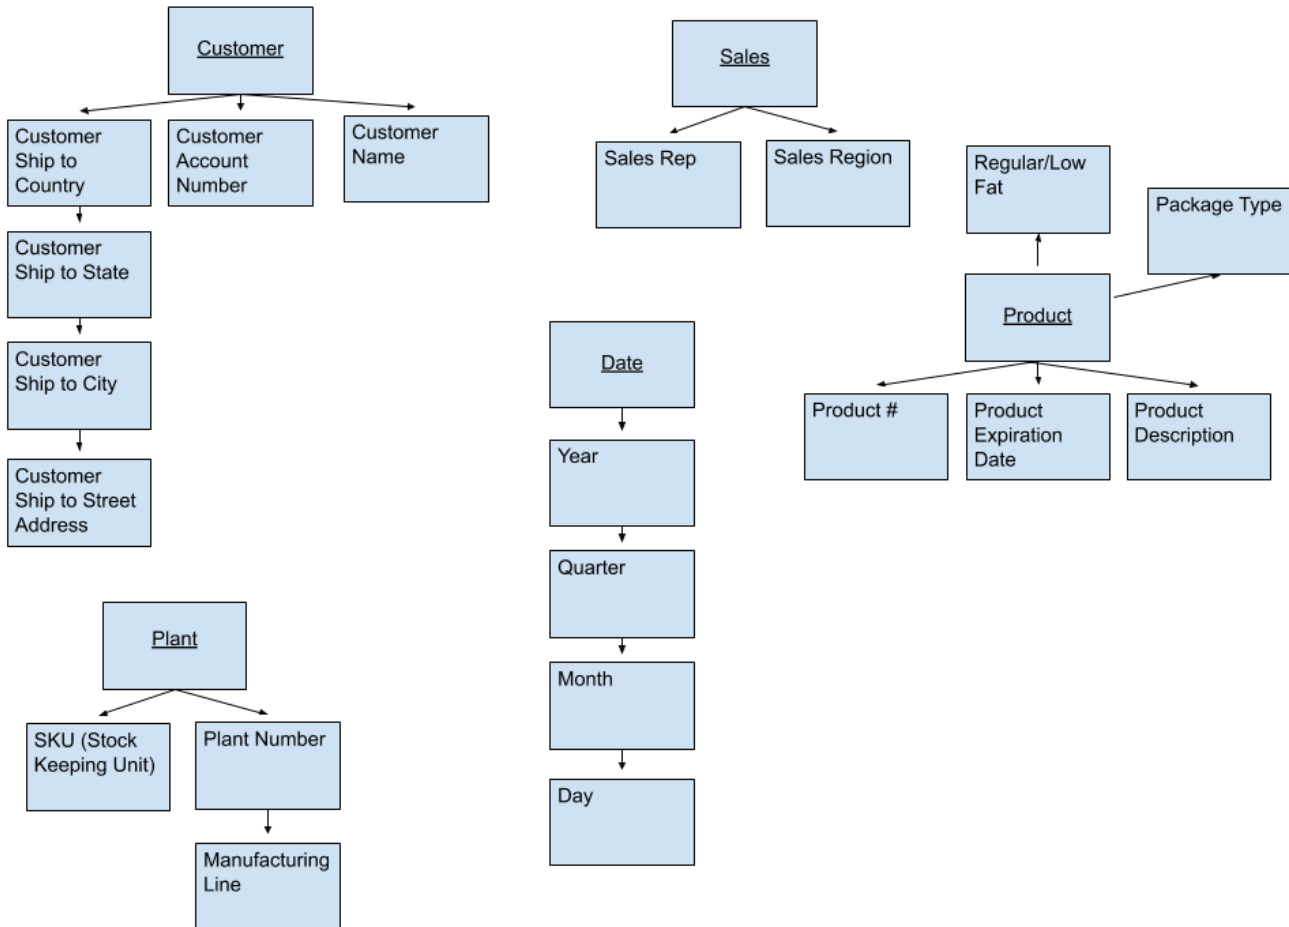 Customer
Customer
Ship to
Country
Customer
Account
Number
Customer
Name
Customer
Ship to State
Customer
Ship to City
Customer
Ship to Street
Address
Sales
Sales Rep
Sales Region
Regular/Low
Fat
Package Type
Product
Product #
Product
Expiration
Date
Product
Description
Date
Year
Quarter
Month
Day
Plant
SKU (Stock
Keeping Unit)
Plant Number
Manufacturing
Line